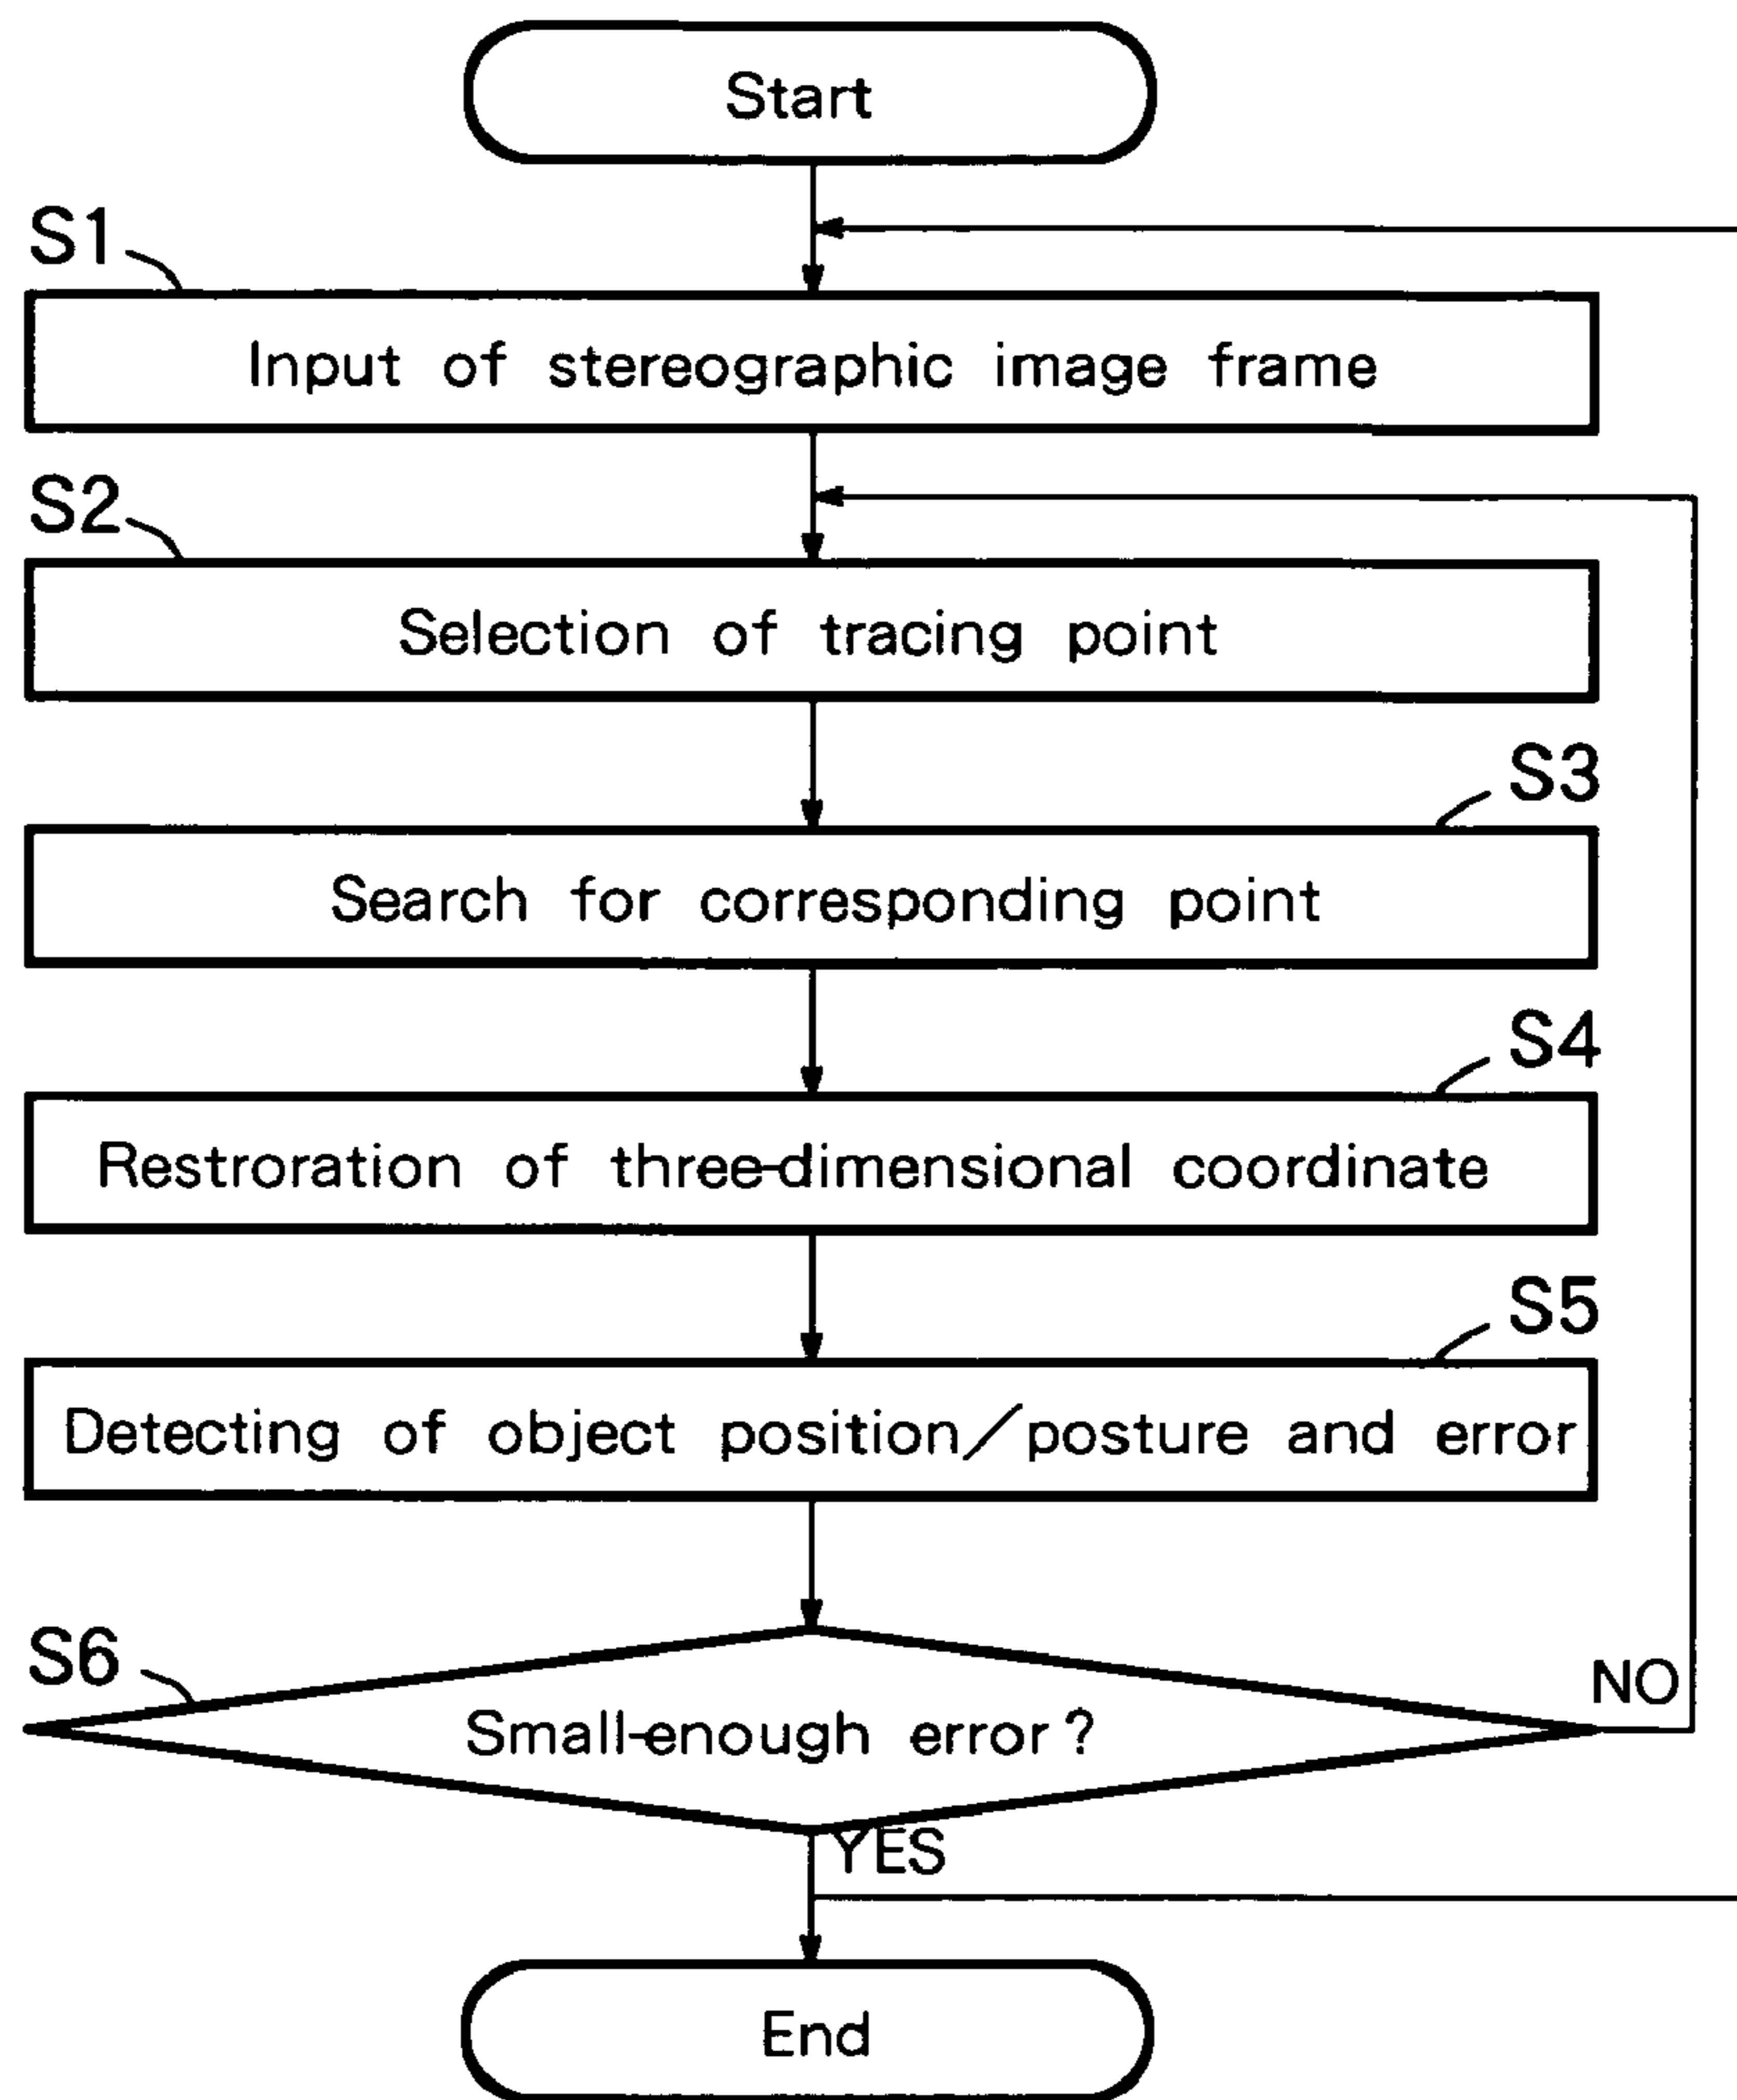 Start
S1
Input of stereographic image frame
S2
Selection of tracing point
S3
Search for corresponding point
S4
Restroration of three-dimensional coordinate
S5
Detecting of object position/posture and error
S6
NO
Small-enough error?
YES
End